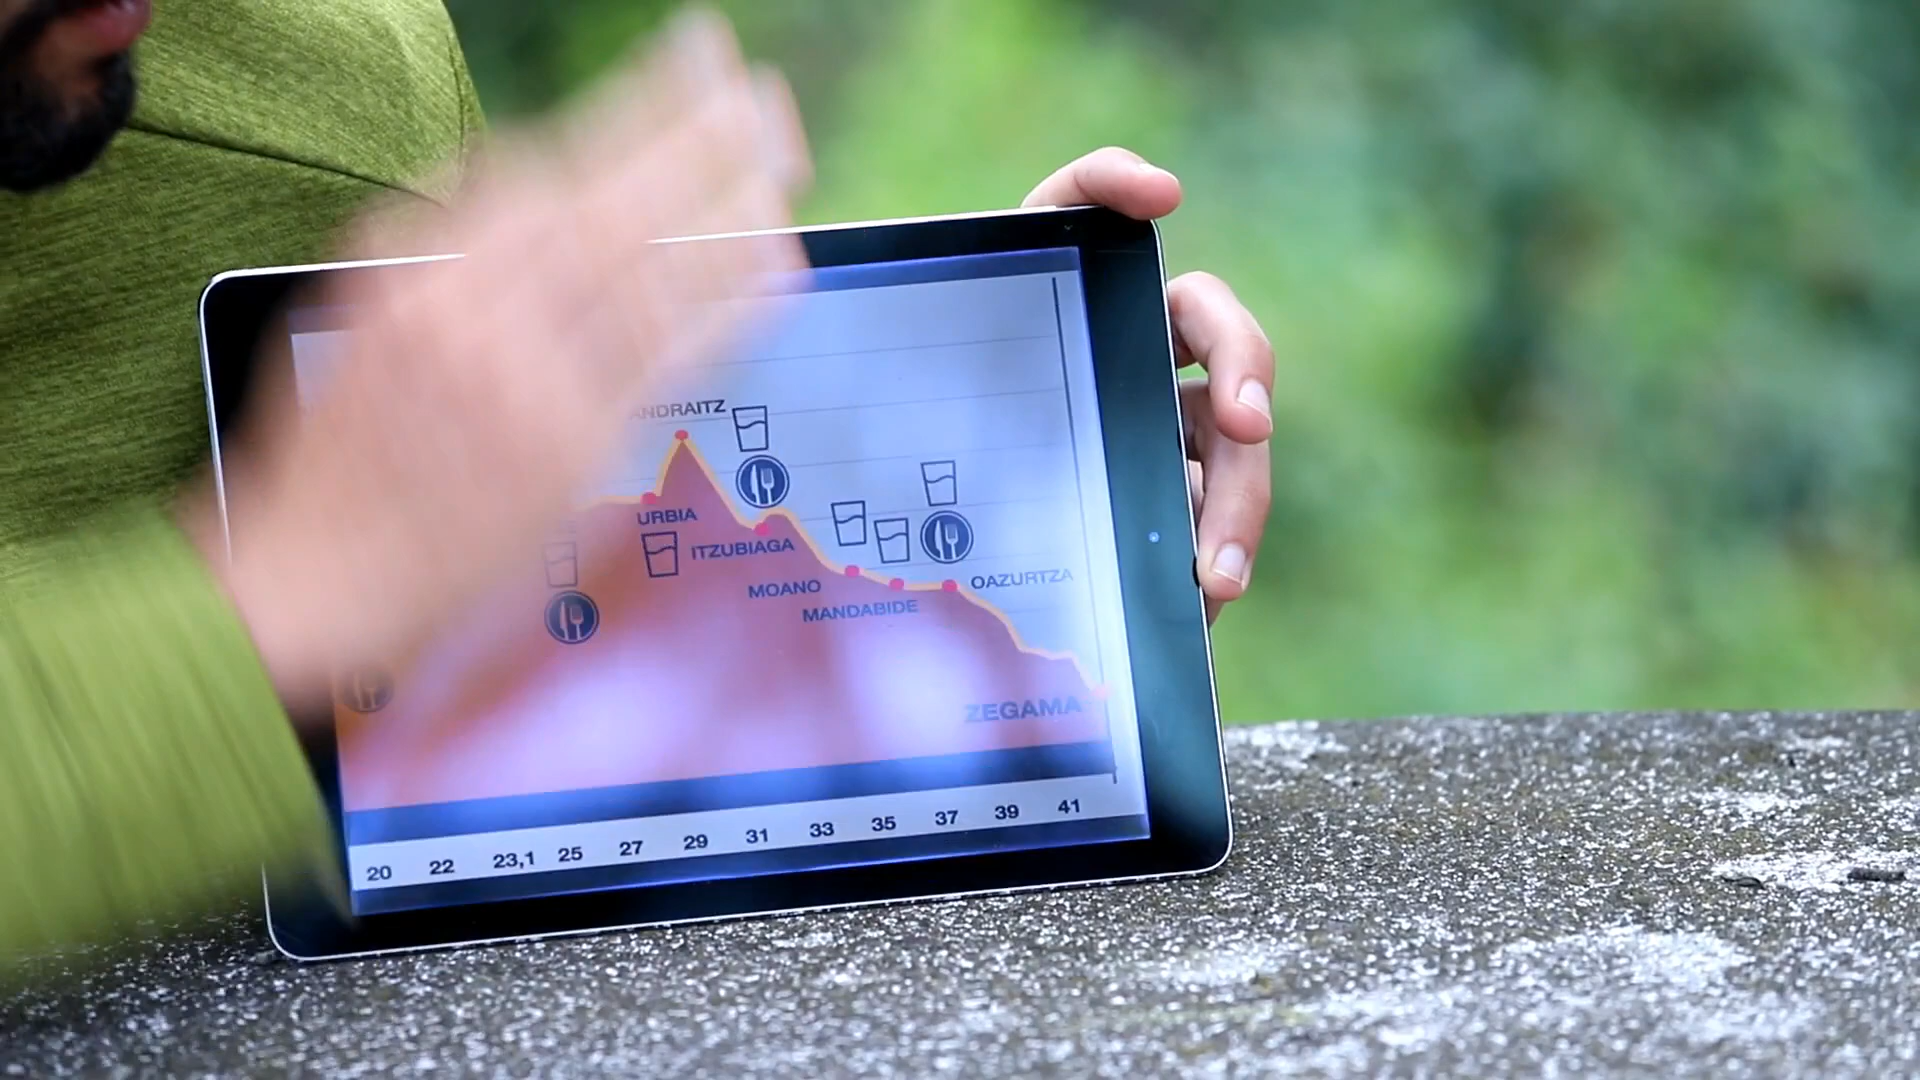 ANDRAITZ
URBIA
ITZUBIAGA
MOANO
MANDABIDE
OAZURTZA
ZEGAMA
20 22 23,1 25 27 29 31 33 35 37 39 41